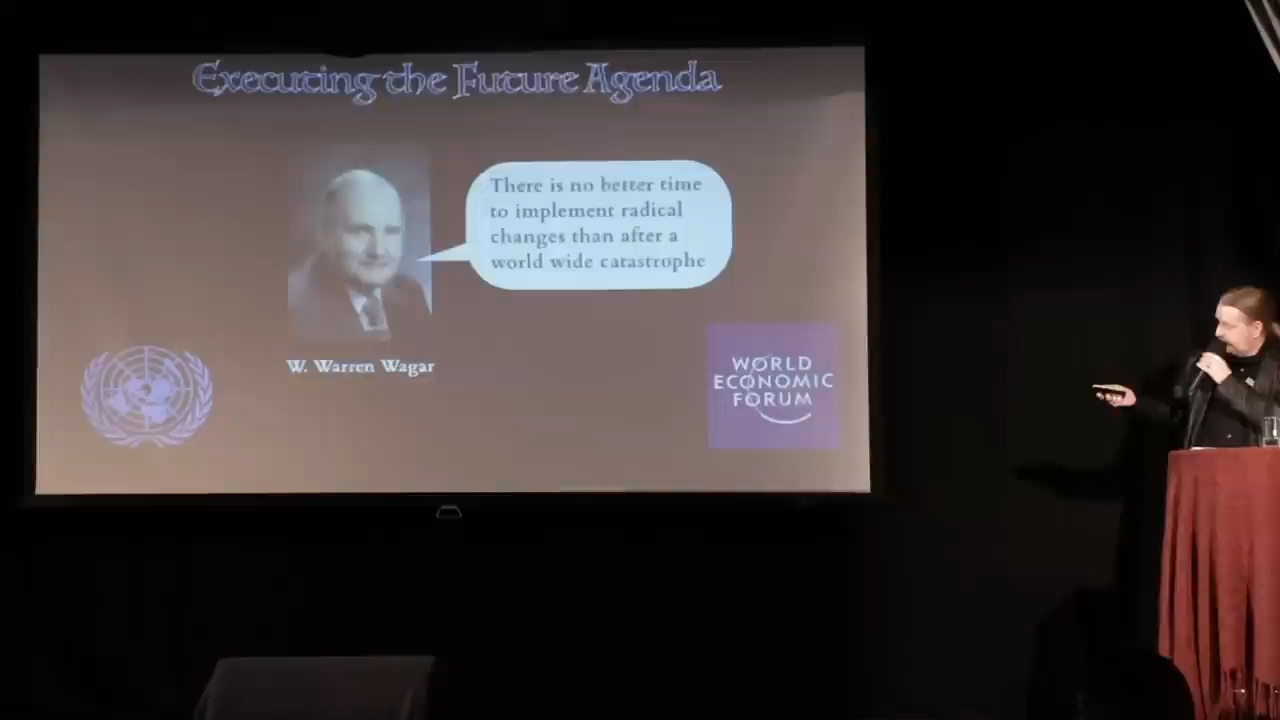 Executing the Future Agenda
There is no better time
to implement radical
changes than after a
world wide catastrophe
W. Warren Wagar
WORLD
ECONOMIC
FORUM